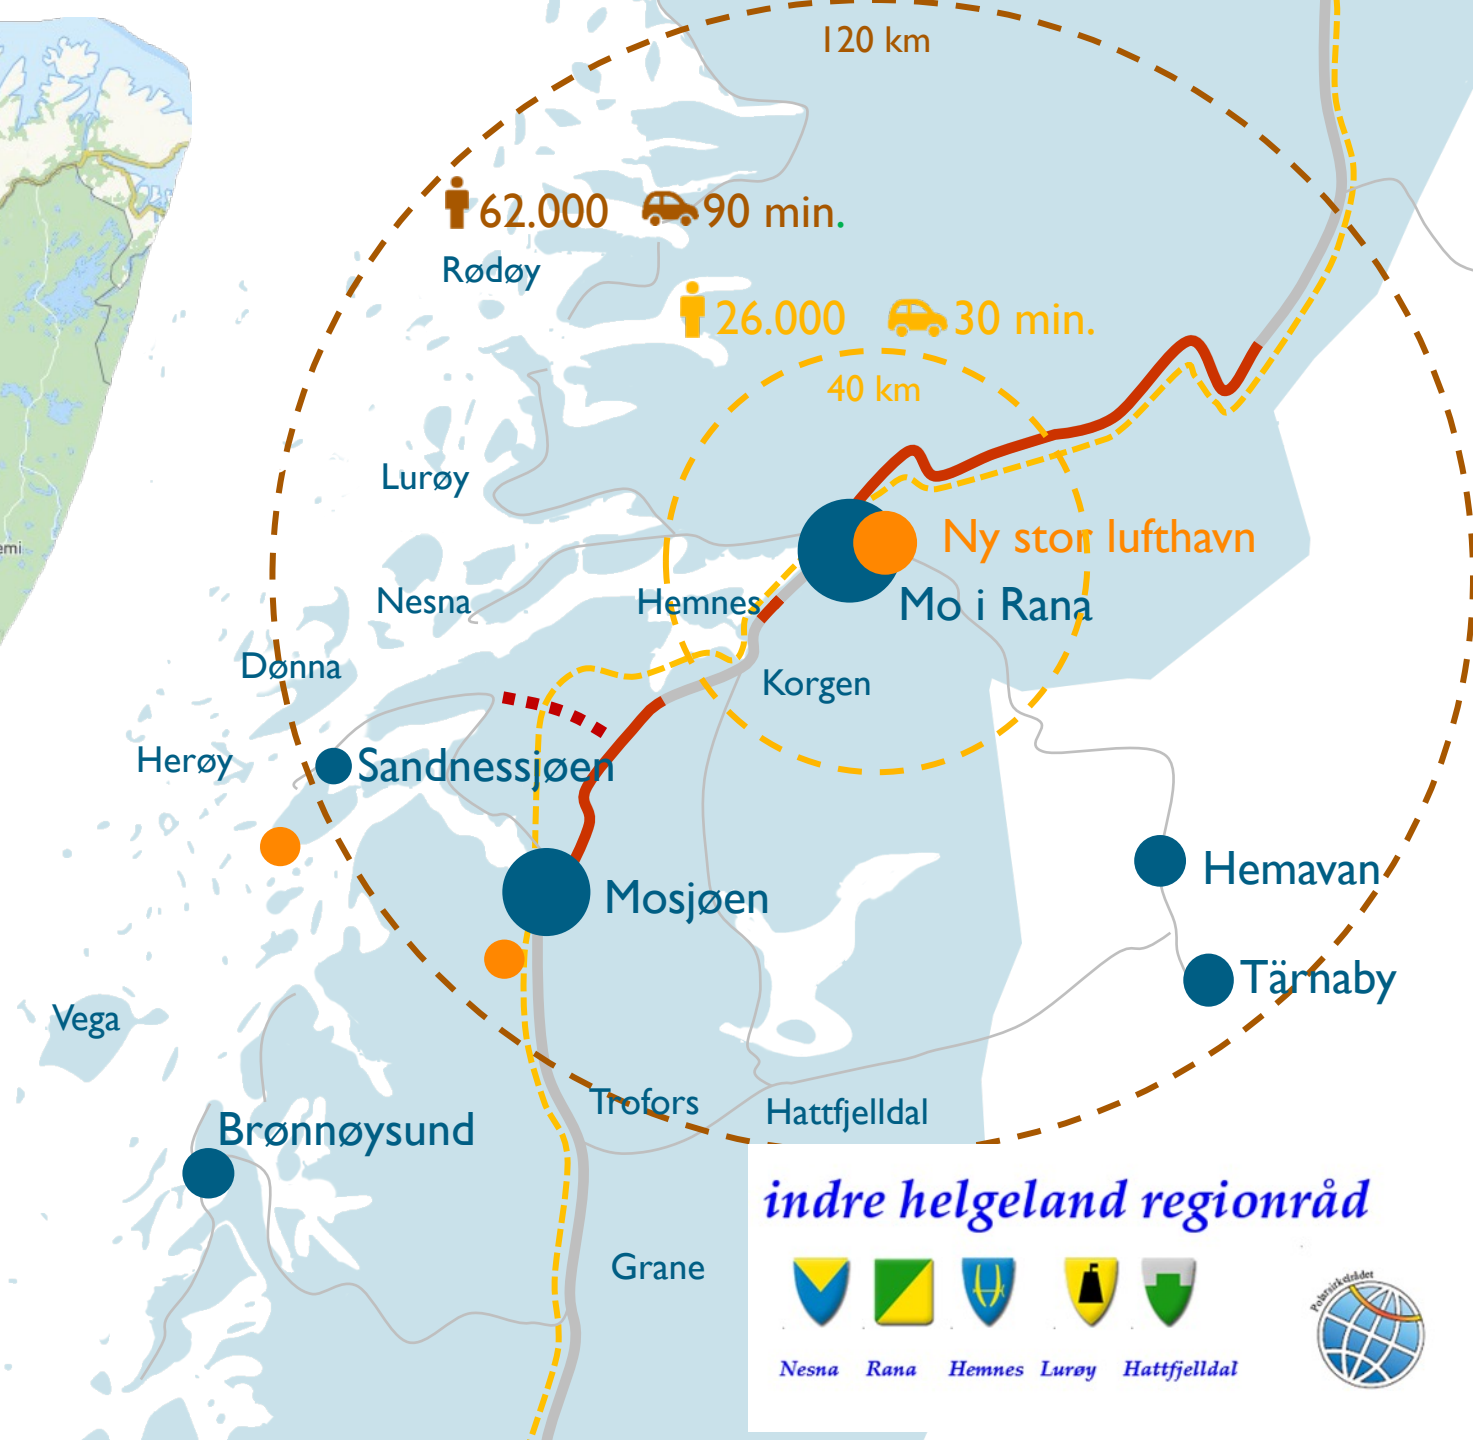 120 km
62.000 90 min.
Rødøy
26.000 30 min.
40 km
Lurøy
emi
Ny stor lufthavn
Nesna
Hemnes
Mo i Rana
Dønna
Korgen
Herøy
Sandnessjøen
Hemavan
Mosjøen
Tärnaby
Vega
Trofors
Hattfjelldal
Brønnøysund
indre helgeland regionråd
Grane
Polarsirkelrådet
Nesna Rana Hemnes Lurøy Hattfjelldal